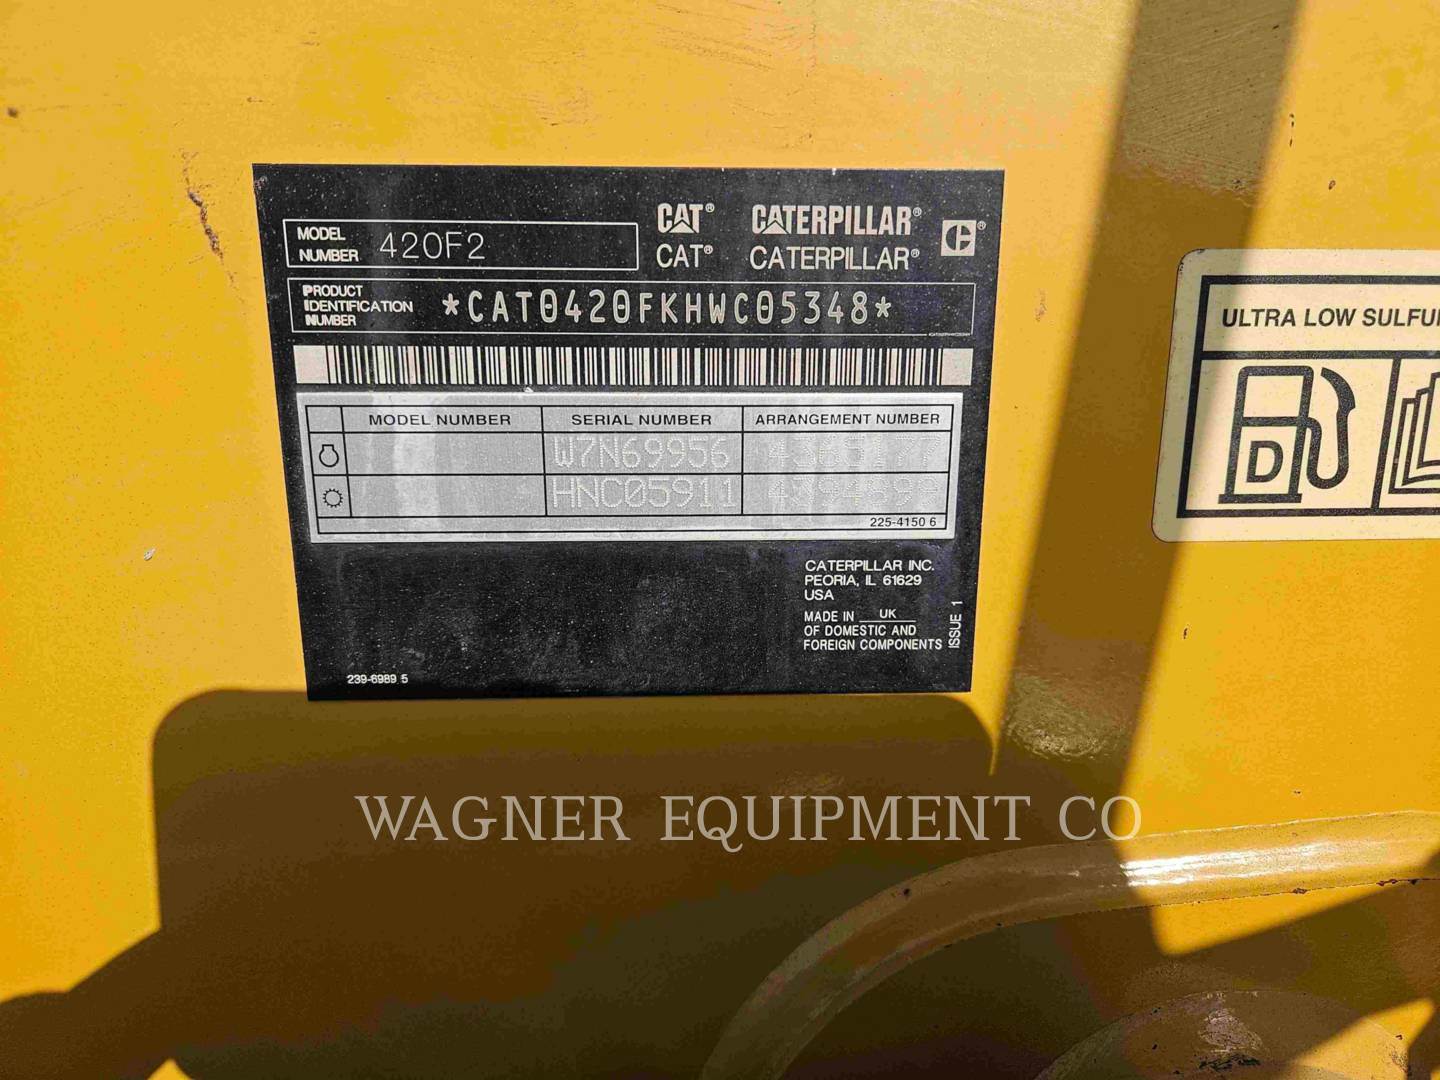 MODEL NUMBER 420F2
CAT® CATERPILLAR®
CAT® CATERPILLAR®
PRODUCT IDENTIFICATION NUMBER *CAT0420FKHWC05348*
MODEL NUMBER SERIAL NUMBER ARRANGEMENT NUMBER
W7N69956 4365177
HNC05911 4394899
225-4150 6
CATERPILLAR INC.
PEORIA, IL 61629
USA
MADE IN UK
OF DOMESTIC AND
FOREIGN COMPONENTS
ISSUE 1
239-6989 5
ULTRA LOW SULFU
D
WAGNER EQUIPMENT CO